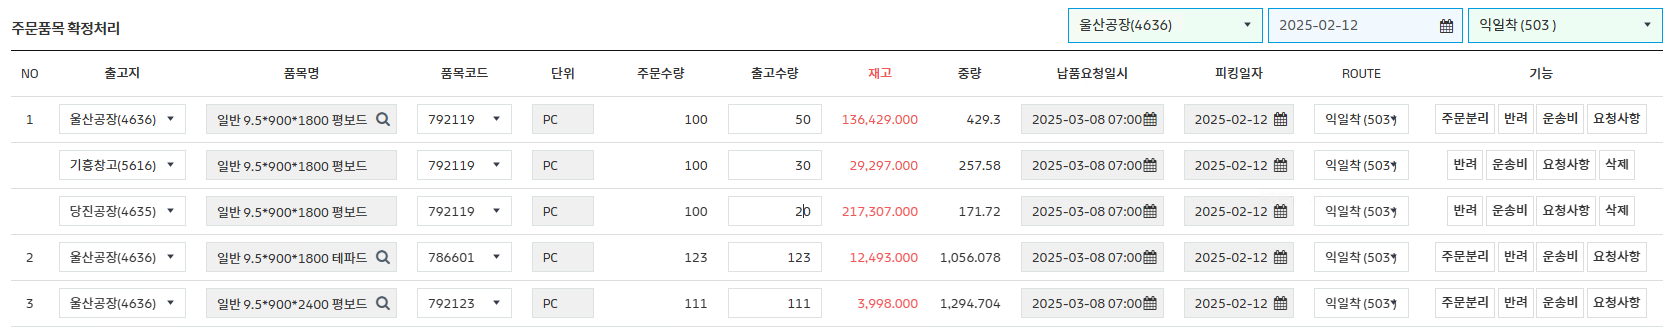 주문품목 확정처리 울산공장(4636) 2025-02-12 익일착 (503 )
NO 출고지 품목명 품목코드 단위 주문수량 출고수량 재고 중량 납품요청일시 피킹일자 ROUTE 기능
1 울산공장(4636) 일반 9.5*900*1800 평보드 792119 PC 100 50 136,429.000 429.3 2025-03-08 07:00 2025-02-12 익일착 (503 주문분리 반려 운송비 요청사항
기흥창고(5616) 일반 9.5*900*1800 평보드 792119 PC 100 30 29,297.000 257.58 2025-03-08 07:00 2025-02-12 익일착 (503 반려 운송비 요청사항 삭제
당진공장(4635) 일반 9.5*900*1800 평보드 792119 PC 100 20 217,307.000 171.72 2025-03-08 07:00 2025-02-12 익일착 (503 반려 운송비 요청사항 삭제
2 울산공장(4636) 일반 9.5*900*1800 테파드 786601 PC 123 123 12,493.000 1,056.078 2025-03-08 07:00 2025-02-12 익일착 (503 주문분리 반려 운송비 요청사항
3 울산공장(4636) 일반 9.5*900*2400 평보드 792123 PC 111 111 3,998.000 1,294.704 2025-03-08 07:00 2025-02-12 익일착 (503 주문분리 반려 운송비 요청사항